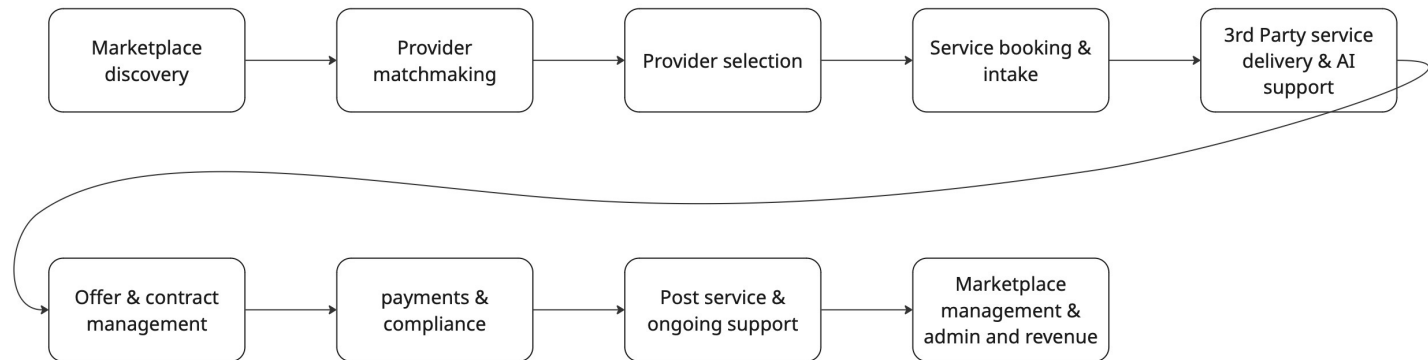 Marketplace
discovery
Provider
matchmaking
Provider selection
Service booking &
intake
3rd Party service
delivery & AI
support
Offer & contract
management
payments &
compliance
Post service &
ongoing support
Marketplace
management &
admin and revenue